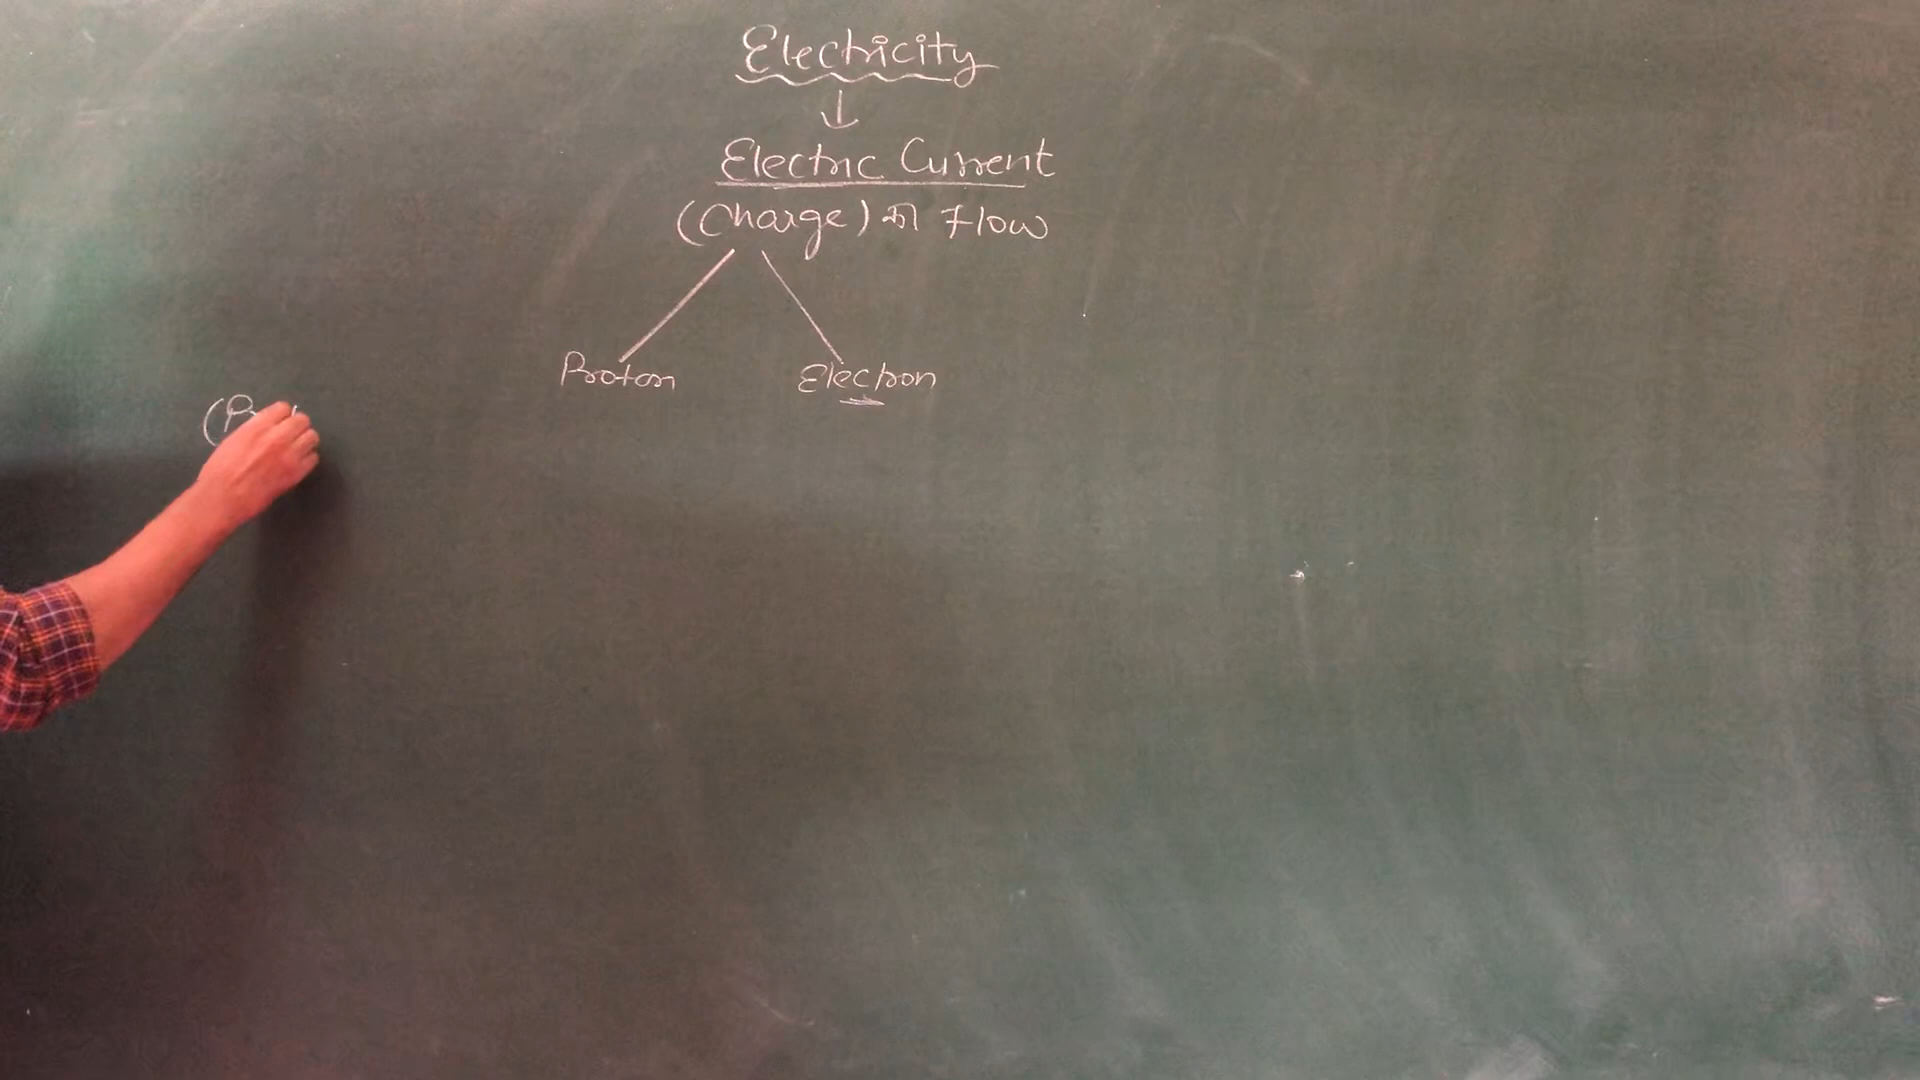 Electricity
↓
Electric Current
(Charge) का Flow
Proton Electron